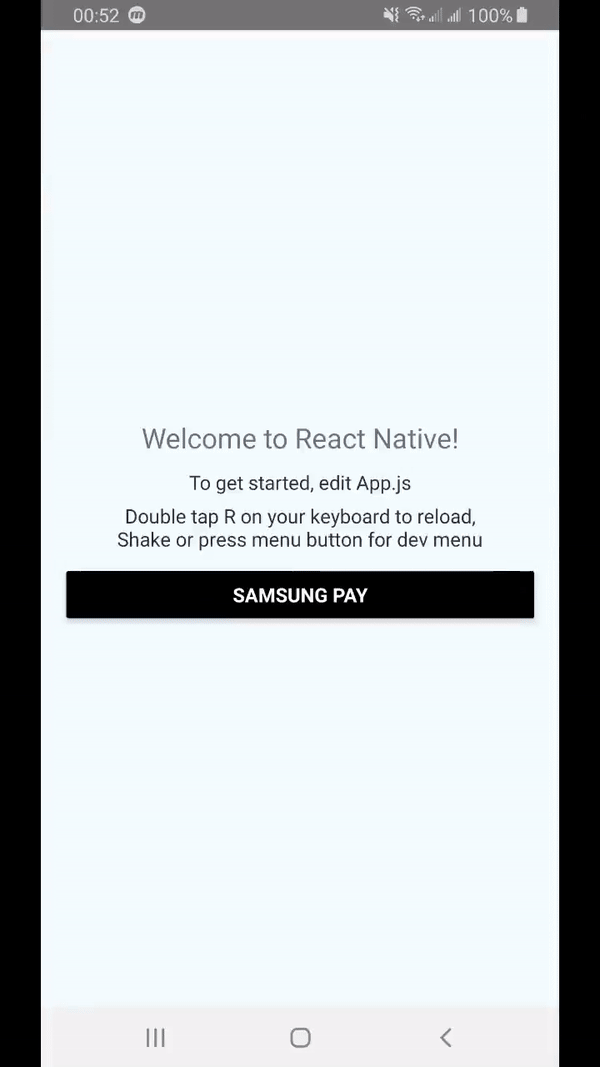 00:52 m 100%
Welcome to React Native!
To get started, edit App.js
Double tap R on your keyboard to reload,
Shake or press menu button for dev menu
SAMSUNG PAY